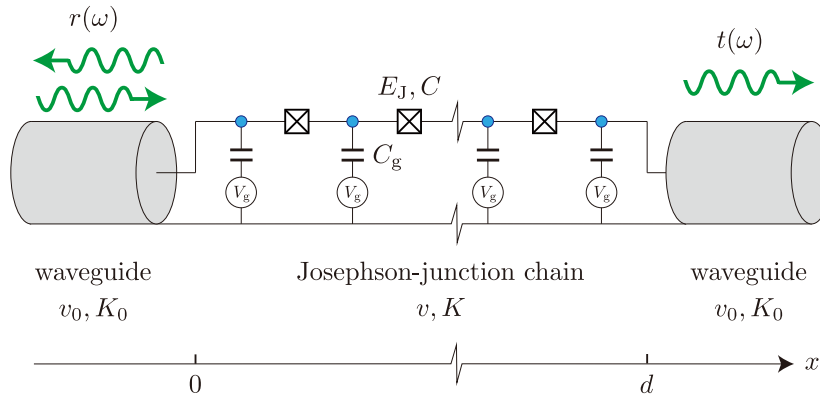 r(ω)
t(ω)
E_J, C
C_g
V_g V_g V_g V_g
waveguide Josephson-junction chain waveguide
v_0, K_0 v, K v_0, K_0
x
0 d